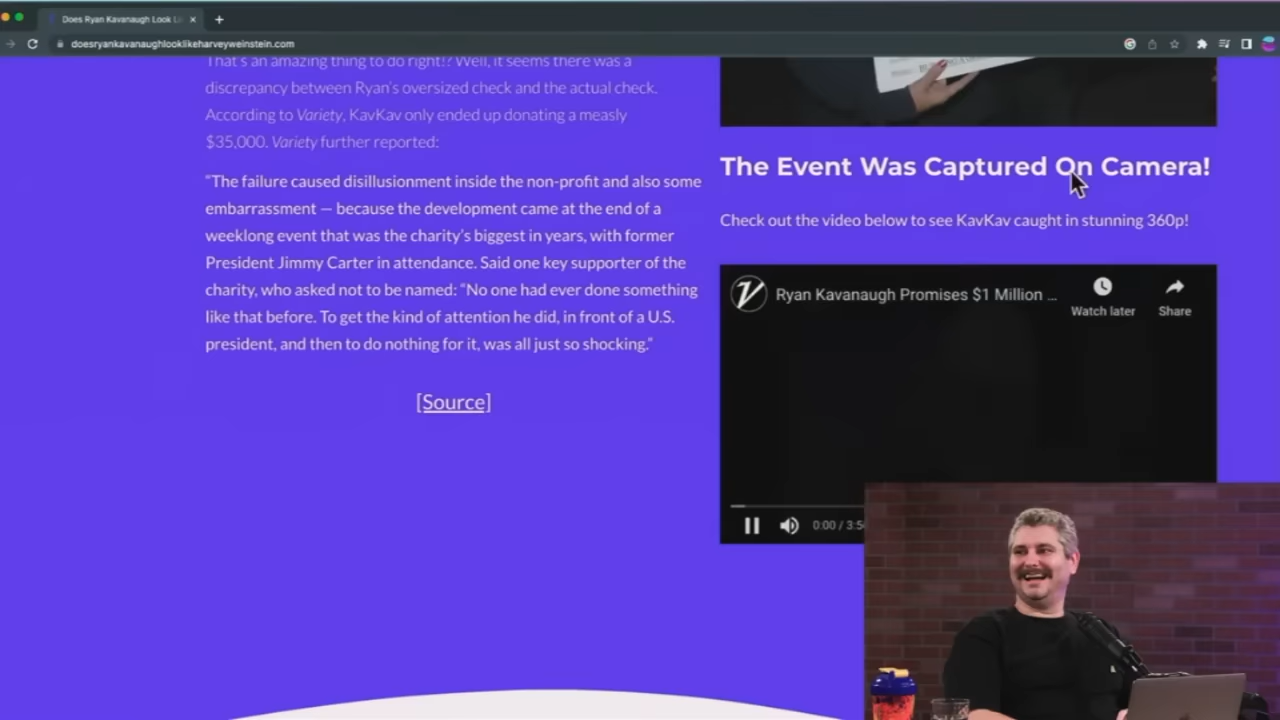 Does Ryan Kavanaugh Look Li
doesryankavanaughlooklikeharveyweinstein.com
That's an amazing thing to do right!? Well, it seems there was a
discrepancy between Ryan's oversized check and the actual check.
According to Variety, KavKav only ended up donating a measly
$35,000. Variety further reported:
“The failure caused disillusionment inside the non-profit and also some
embarrassment — because the development came at the end of a
weeklong event that was the charity's biggest in years, with former
President Jimmy Carter in attendance. Said one key supporter of the
charity, who asked not to be named: “No one had ever done something
like that before. To get the kind of attention he did, in front of a U.S.
president, and then to do nothing for it, was all just so shocking.”
[Source]
The Event Was Captured On Camera!
Check out the video below to see KavKav caught in stunning 360p!
Ryan Kavanaugh Promises $1 Million ...
Watch later
Share
0:00 / 3:5